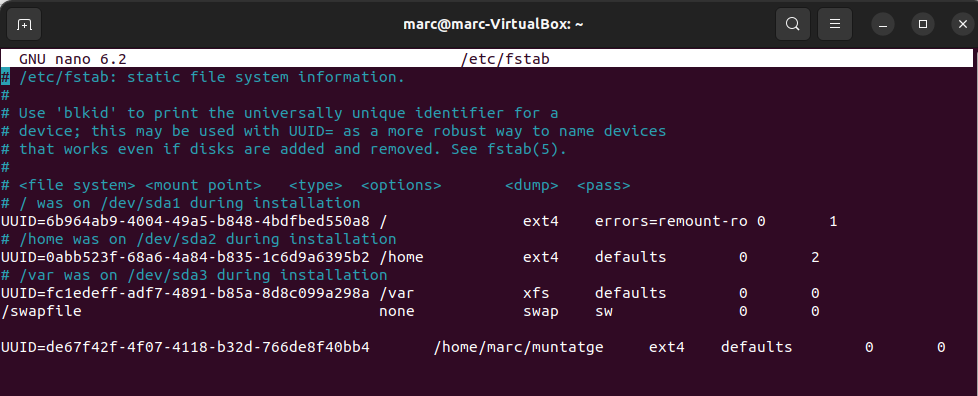 marc@marc-VirtualBox: ~
GNU nano 6.2 /etc/fstab
# /etc/fstab: static file system information.
#
# Use 'blkid' to print the universally unique identifier for a
# device; this may be used with UUID= as a more robust way to name devices
# that works even if disks are added and removed. See fstab(5).
#
# <file system> <mount point>   <type>  <options>       <dump>  <pass>
# / was on /dev/sda1 during installation
UUID=6b964ab9-4004-49a5-b848-4bdfbed550a8 /               ext4    errors=remount-ro 0       1
# /home was on /dev/sda2 during installation
UUID=0abb523f-68a6-4a84-b835-1c6d9a6395b2 /home           ext4    defaults        0       2
# /var was on /dev/sda3 during installation
UUID=fc1edeff-adf7-4891-b85a-8d8c099a298a /var            xfs     defaults        0       0
/swapfile                                 none            swap    sw              0       0
UUID=de67f42f-4f07-4118-b32d-766de8f40bb4       /home/marc/muntatge     ext4    defaults        0       0